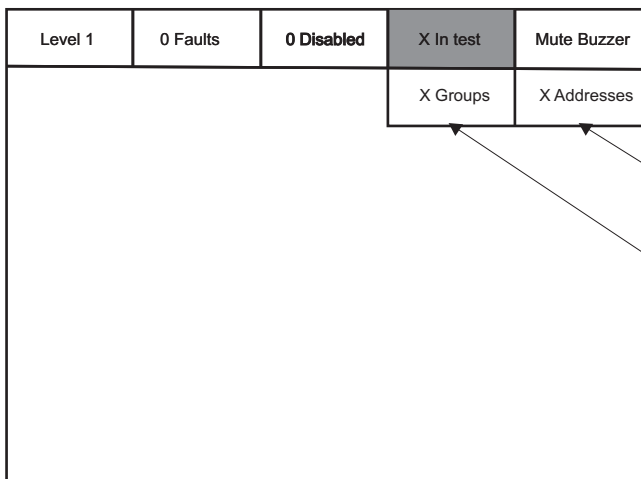 Level 1 0 Faults 0 Disabled X In test Mute Buzzer
X Groups X Addresses